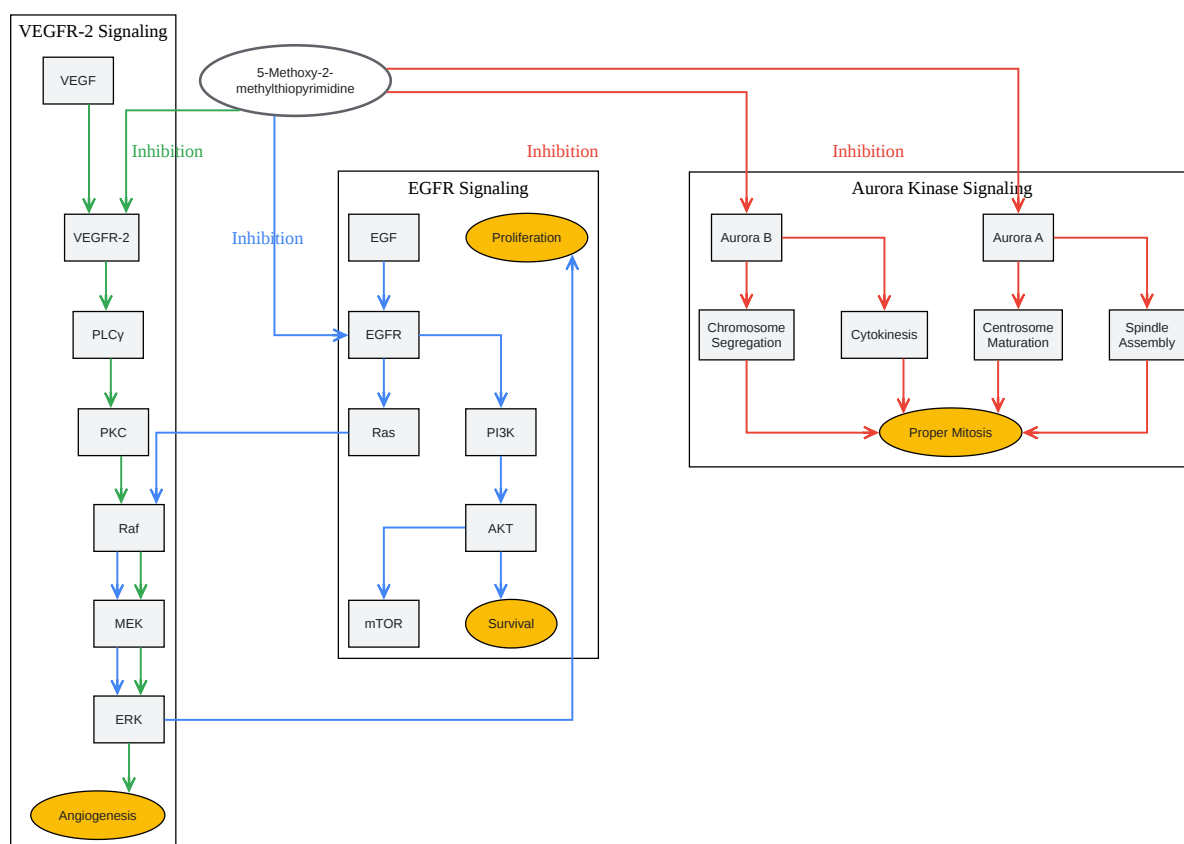 VEGFR-2 Signaling
VEGF
5-Methoxy-2-
methylthiopyrimidine
Inhibition
Inhibition
Inhibition
EGFR Signaling
Aurora Kinase Signaling
VEGFR-2
Inhibition
EGF
Proliferation
Aurora B
Aurora A
PLCγ
EGFR
Chromosome
Segregation
Cytokinesis
Centrosome
Maturation
Spindle
Assembly
PKC
Ras
PI3K
Proper Mitosis
Raf
AKT
MEK
mTOR
Survival
ERK
Angiogenesis